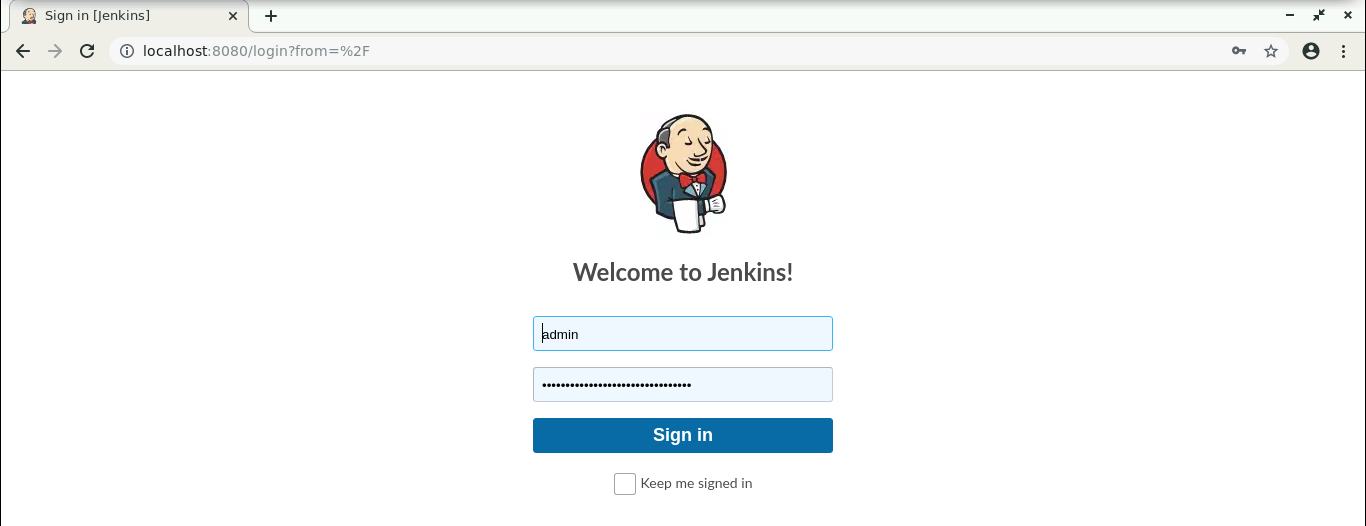 Sign in [Jenkins]
localhost:8080/login?from=%2F
Welcome to Jenkins!
admin
••••••••••••••••••••••••••••••••
Sign in
Keep me signed in